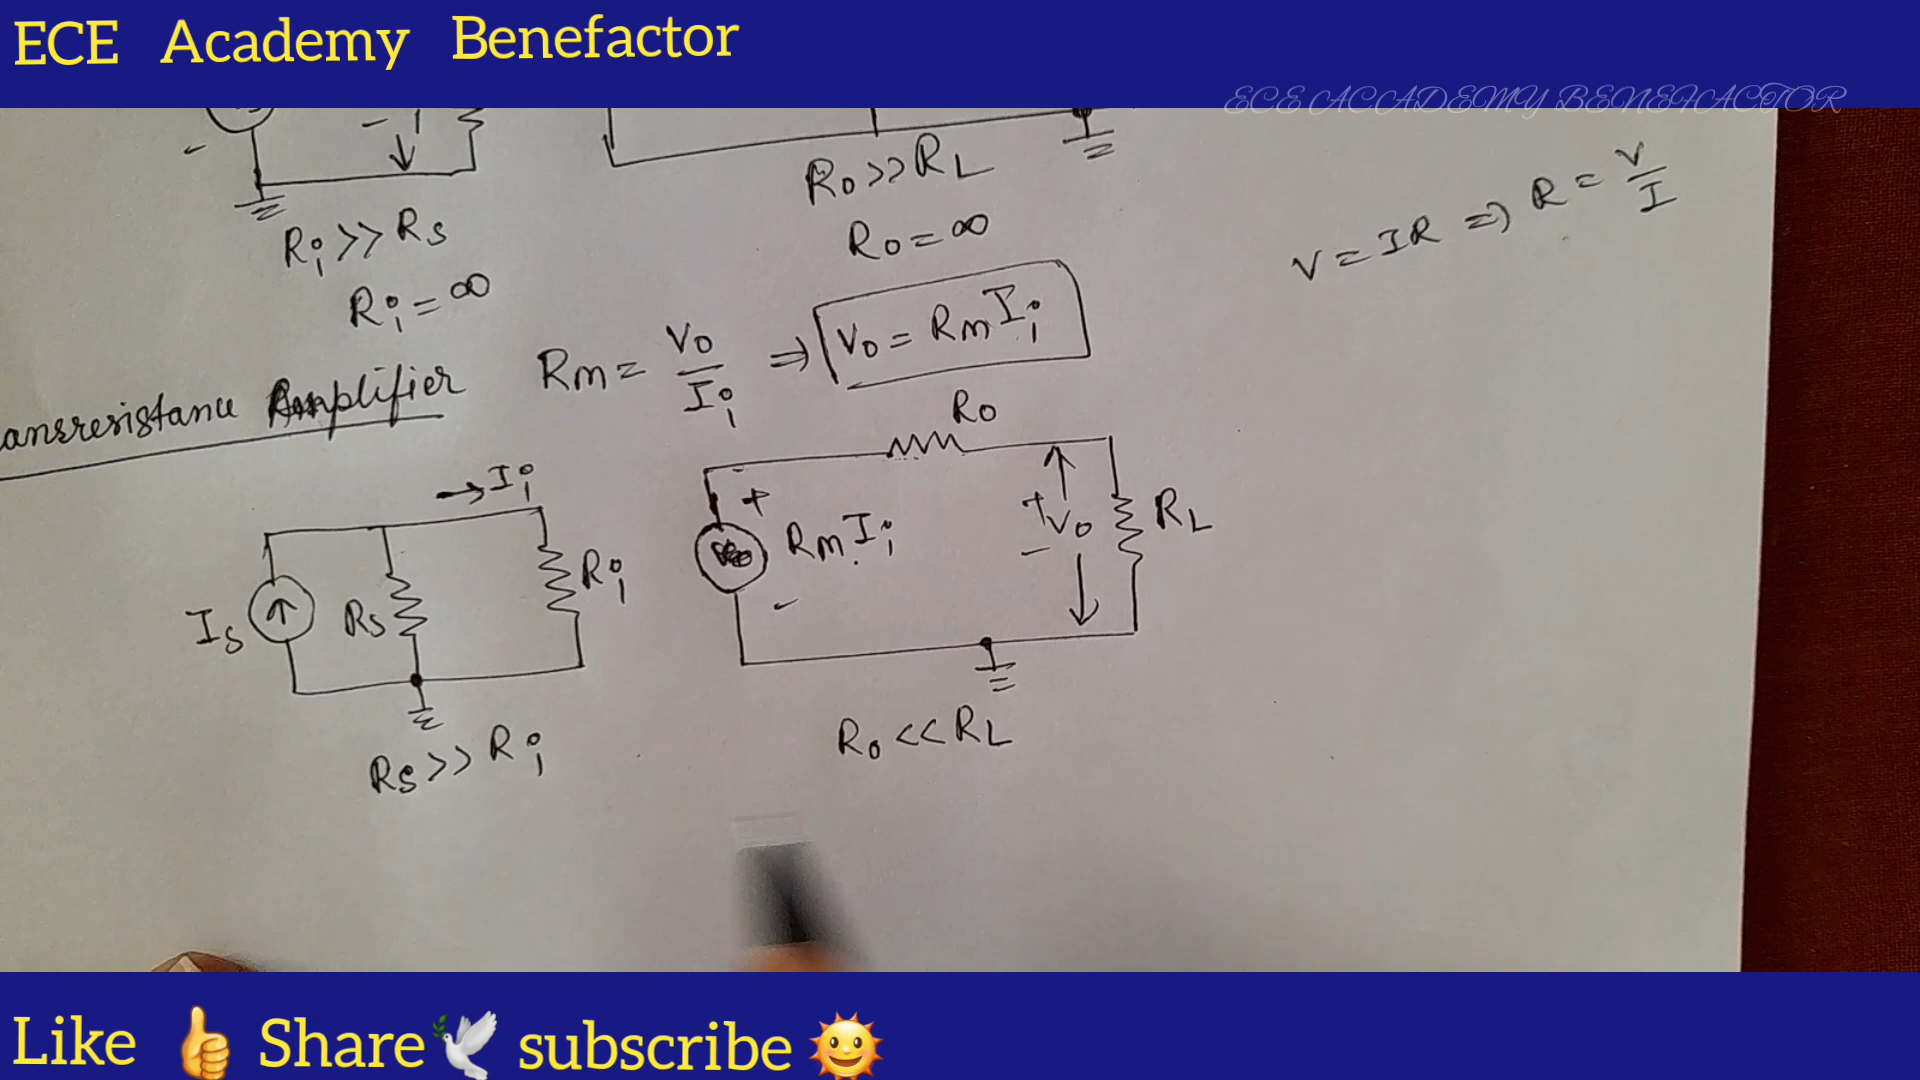 ECE Academy Benefactor
ECE ACCADEMY BENEFACTOR
Ro>>RL
Ri>>Rs
Ro=∞
Ri=∞
V=IR ⇒ R=V/I
ansresistance Amplifier
Rm=Vo/Ii ⇒ Vo=RmIi
Ro
→Ii
+
RmIi
-
+
Vo
-
RL
Is
Rs
Ri
Rs>>Ri
Ro<<RL
Like 👍 Share🕊 subscribe 🌞